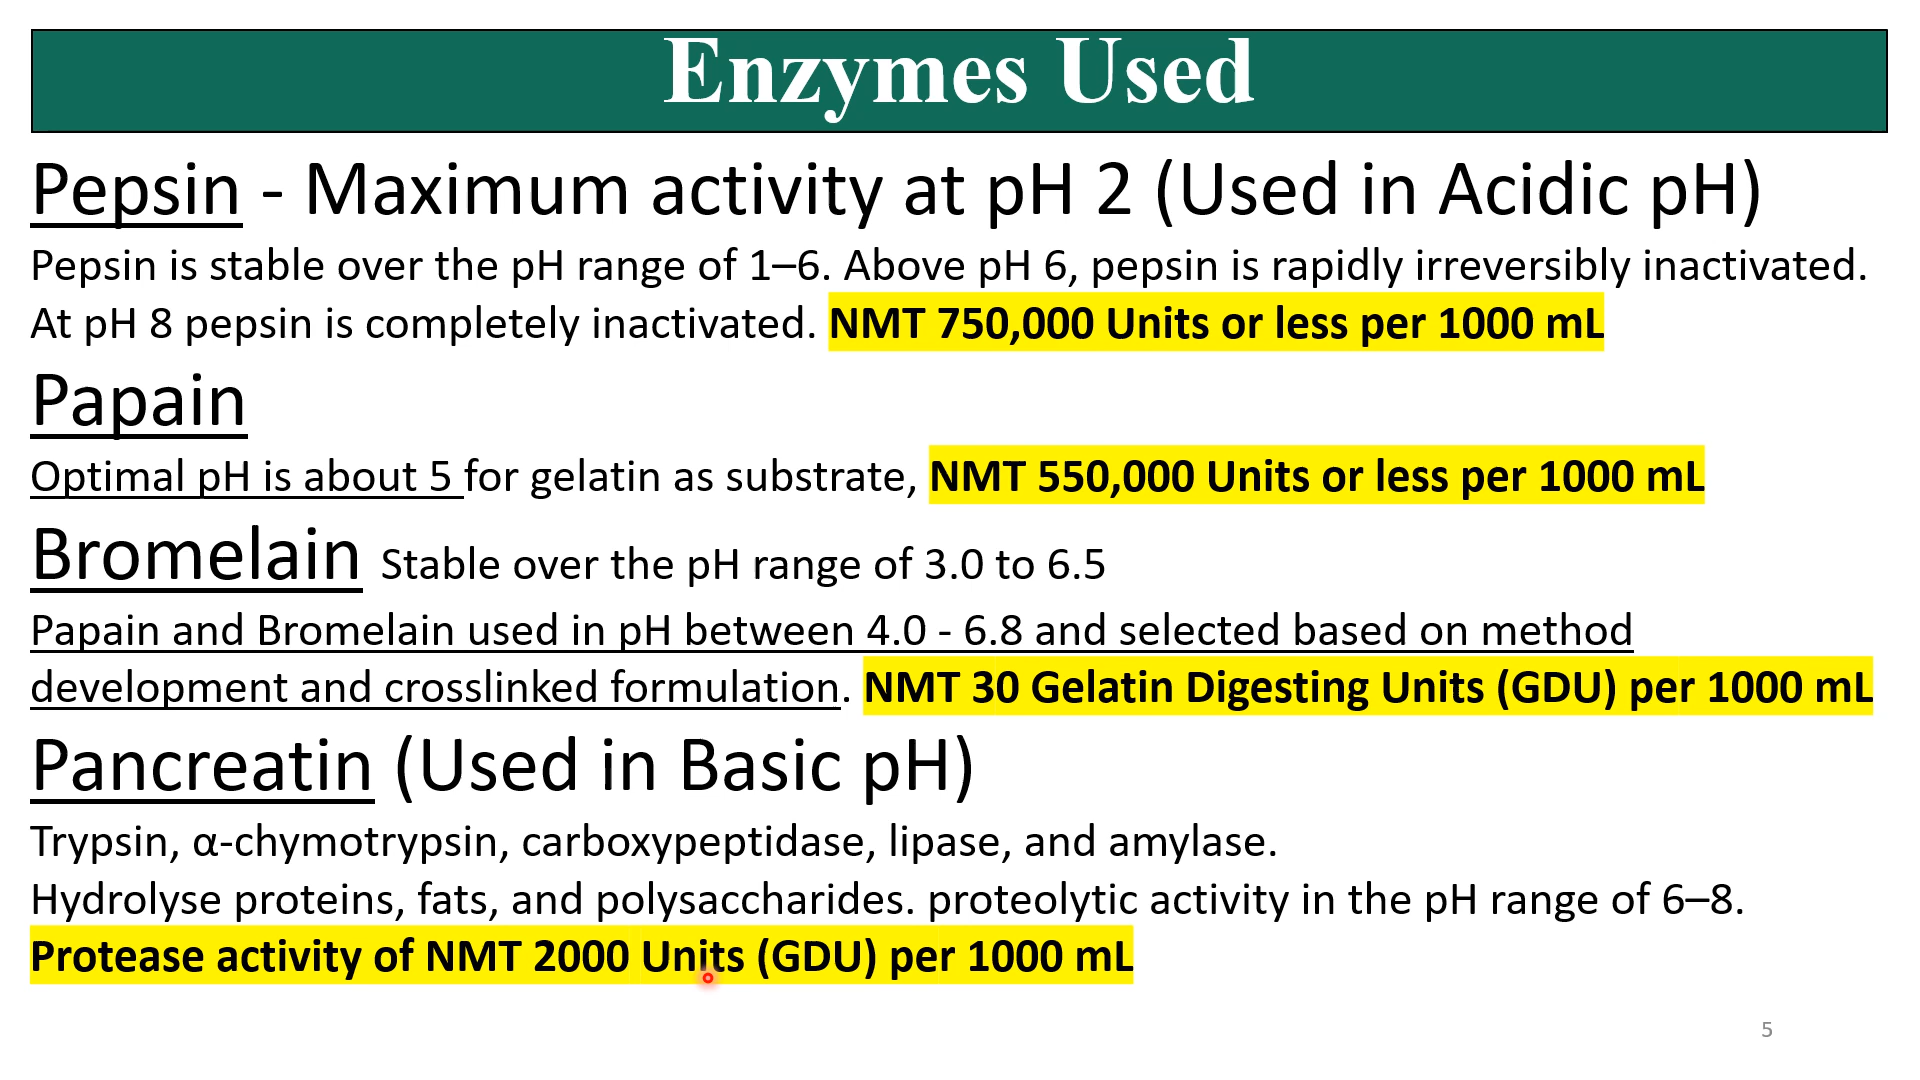 Enzymes Used
Pepsin - Maximum activity at pH 2 (Used in Acidic pH)
Pepsin is stable over the pH range of 1–6. Above pH 6, pepsin is rapidly irreversibly inactivated.
At pH 8 pepsin is completely inactivated. NMT 750,000 Units or less per 1000 mL
Papain
Optimal pH is about 5 for gelatin as substrate, NMT 550,000 Units or less per 1000 mL
Bromelain Stable over the pH range of 3.0 to 6.5
Papain and Bromelain used in pH between 4.0 - 6.8 and selected based on method
development and crosslinked formulation. NMT 30 Gelatin Digesting Units (GDU) per 1000 mL
Pancreatin (Used in Basic pH)
Trypsin, α-chymotrypsin, carboxypeptidase, lipase, and amylase.
Hydrolyse proteins, fats, and polysaccharides. proteolytic activity in the pH range of 6–8.
Protease activity of NMT 2000 Units (GDU) per 1000 mL
5